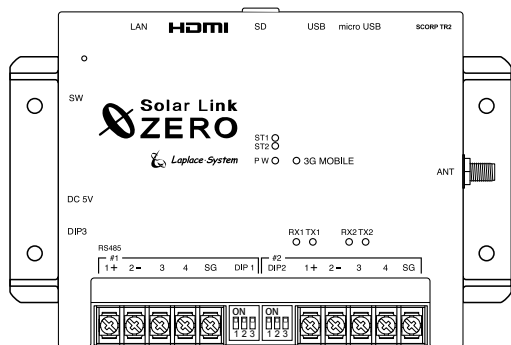 LAN HDMI SD USB micro USB SCORP TR2
SW
Solar Link
ZERO
ST1
ST2
Laplace-System
PW 3G MOBILE
ANT
DC 5V
DIP3
RX1 TX1 RX2 TX2
RS485
#1 #2
1+ 2- 3 4 SG DIP 1 DIP2 1+ 2- 3 4 SG
ON ON
1 2 3 1 2 3